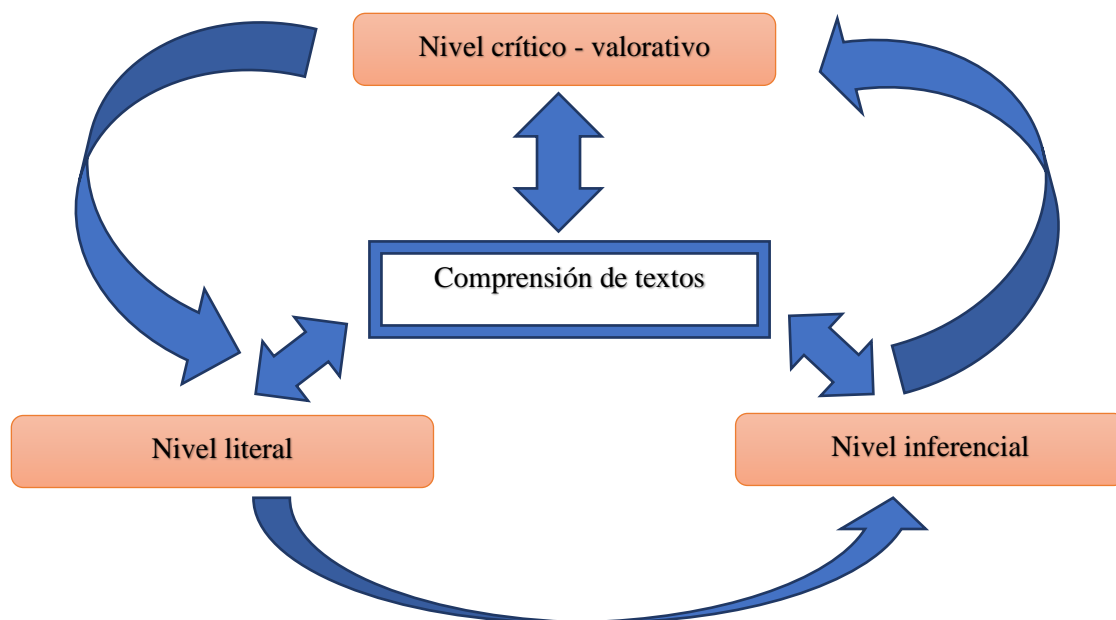 Nivel crítico - valorativo
Comprensión de textos
Nivel literal
Nivel inferencial